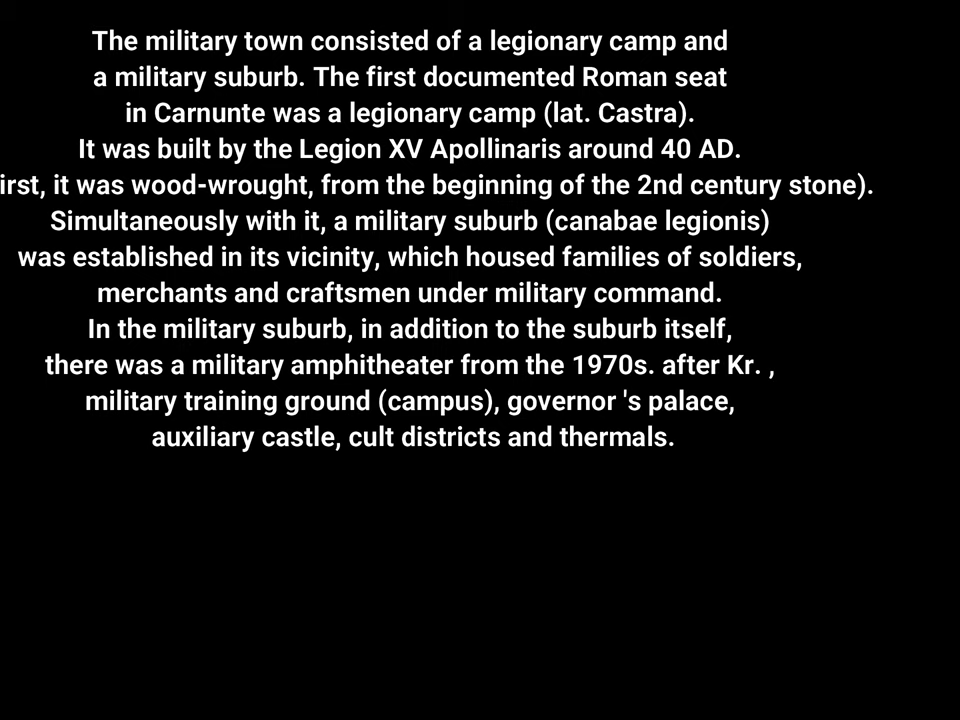 The military town consisted of a legionary camp and
a military suburb. The first documented Roman seat
in Carnunte was a legionary camp (lat. Castra).
It was built by the Legion XV Apollinaris around 40 AD.
irst, it was wood-wrought, from the beginning of the 2nd century stone).
Simultaneously with it, a military suburb (canabae legionis)
was established in its vicinity, which housed families of soldiers,
merchants and craftsmen under military command.
In the military suburb, in addition to the suburb itself,
there was a military amphitheater from the 1970s. after Kr. ,
military training ground (campus), governor 's palace,
auxiliary castle, cult districts and thermals.